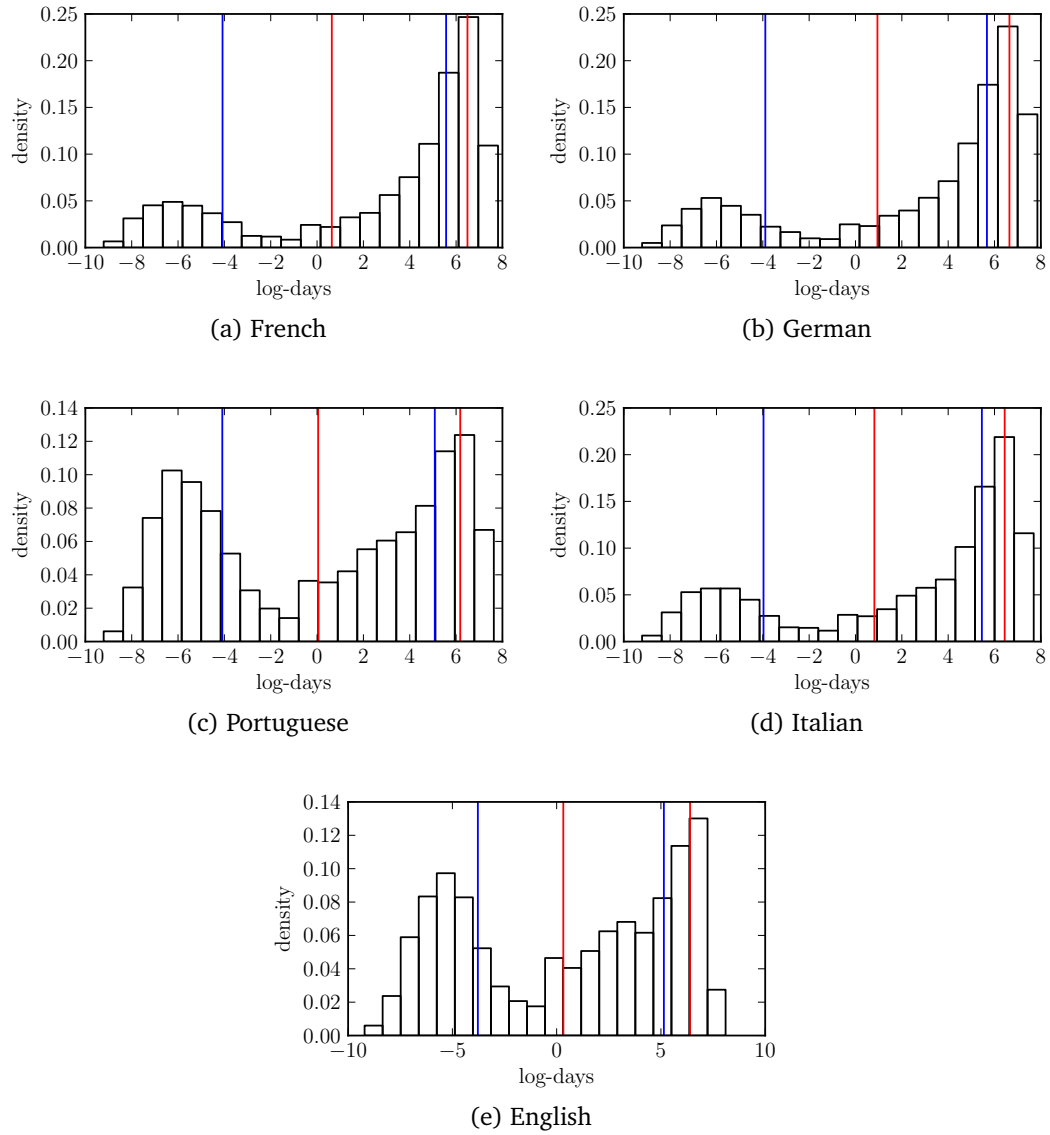 0.25
0.20
0.15
0.10
0.05
0.00
density
−10 −8 −6 −4 −2 0 2 4 6 8
log-days
(a) French
0.25
0.20
0.15
0.10
0.05
0.00
density
−10 −8 −6 −4 −2 0 2 4 6 8
log-days
(b) German
0.14
0.12
0.10
0.08
0.06
0.04
0.02
0.00
density
−10 −8 −6 −4 −2 0 2 4 6 8
log-days
(c) Portuguese
0.25
0.20
0.15
0.10
0.05
0.00
density
−10 −8 −6 −4 −2 0 2 4 6 8
log-days
(d) Italian
0.14
0.12
0.10
0.08
0.06
0.04
0.02
0.00
density
−10 −5 0 5 10
log-days
(e) English